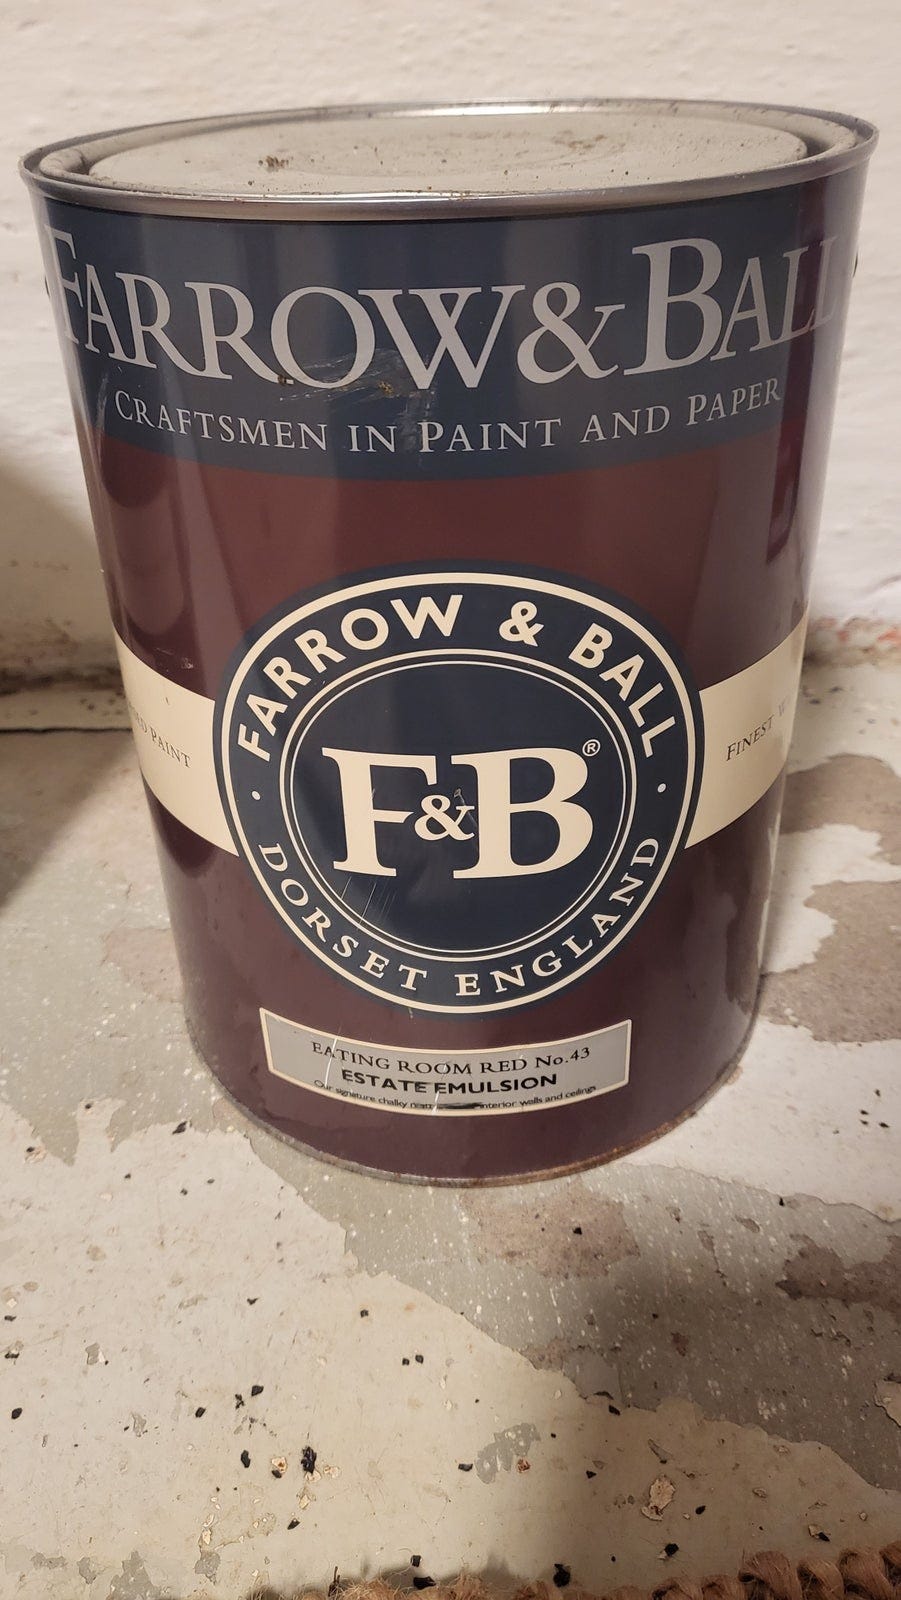 FARROW & BALL
CRAFTSMEN IN PAINT AND PAPER
FARROW & BALL
PAINT
F&B®
FINEST
DORSET ENGLAND
EATING ROOM RED No.43
ESTATE EMULSION
Our signature chalky interior walls and ceilings